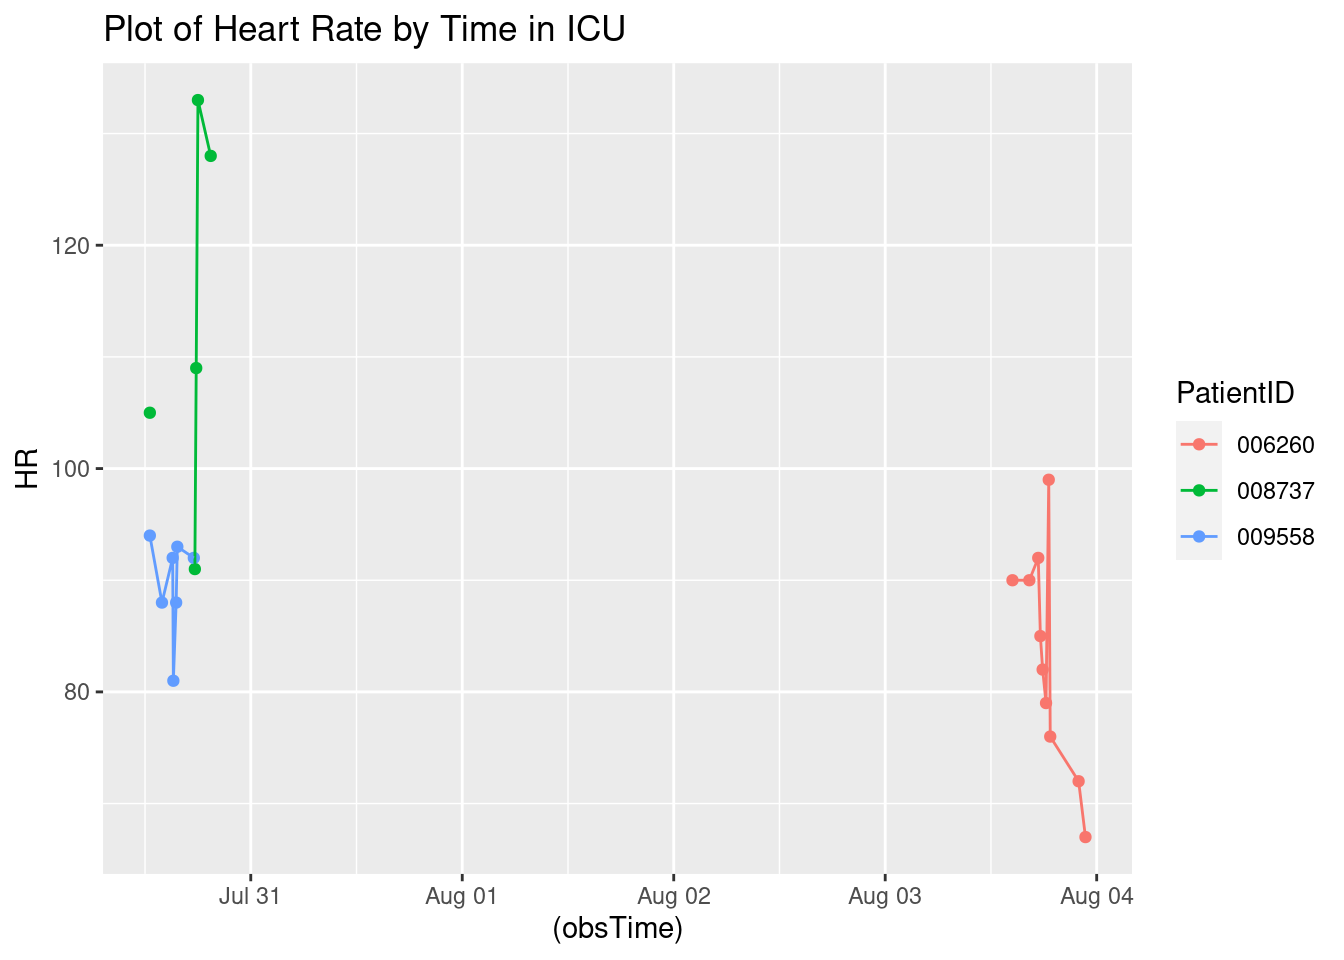 Plot of Heart Rate by Time in ICU
HR
120
100
80
Jul 31
Aug 01
Aug 02
Aug 03
Aug 04
(obsTime)
PatientID
006260
008737
009558